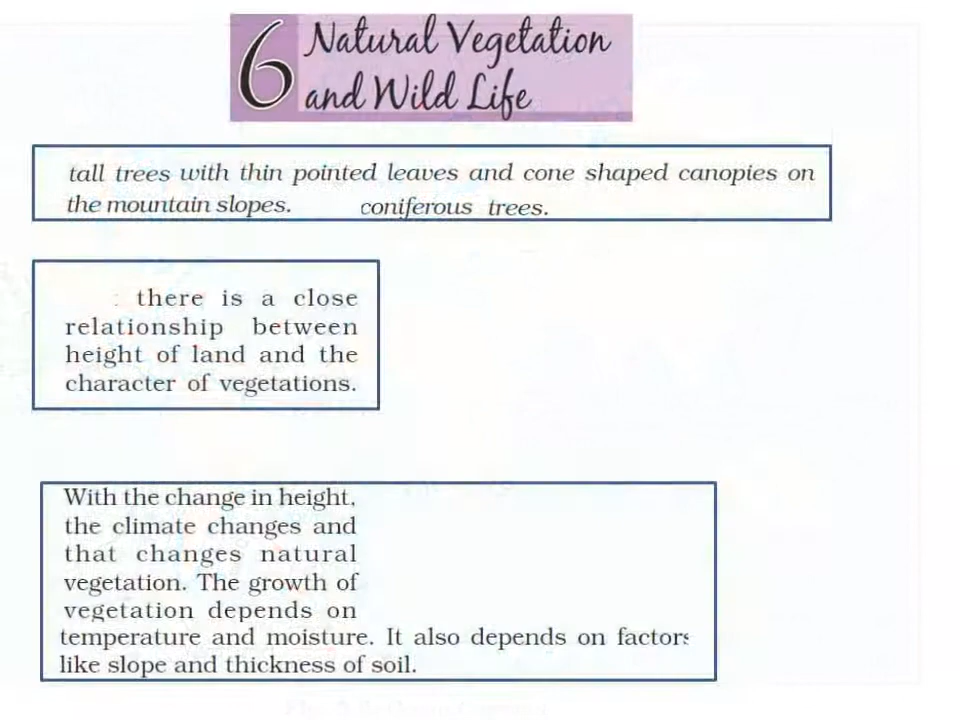 6 Natural Vegetation
and Wild Life
tall trees with thin pointed leaves and cone shaped canopies on
the mountain slopes. coniferous trees.
: there is a close
relationship between
height of land and the
character of vegetations.
With the change in height,
the climate changes and
that changes natural
vegetation. The growth of
vegetation depends on
temperature and moisture. It also depends on factors
like slope and thickness of soil.